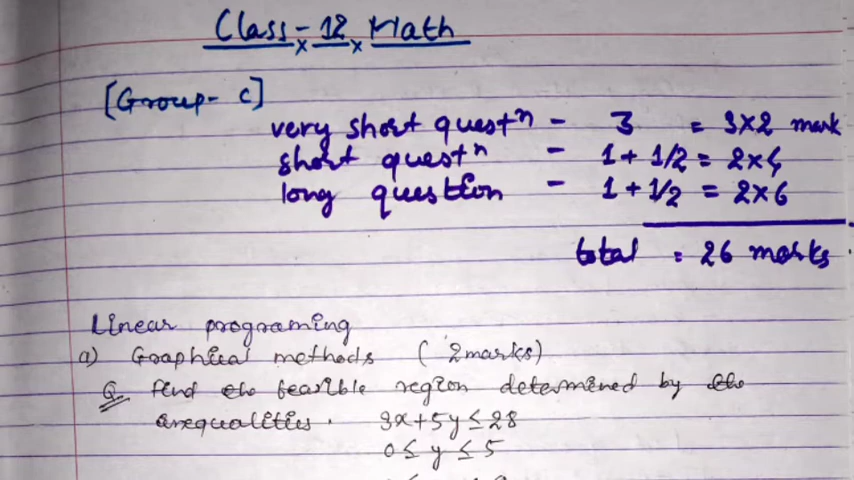 Class-12 Math
[Group- C]
very short questⁿ - 3 = 3×2 mark
short questⁿ - 1 + 1/2 = 2×4
long question - 1 + 1/2 = 2×6
total = 26 marks
Linear programing
a) Graphical methods (2marks)
Q. Find the feasible region determined by the
inequalities. 3x+5y≤28
0≤ y ≤ 5